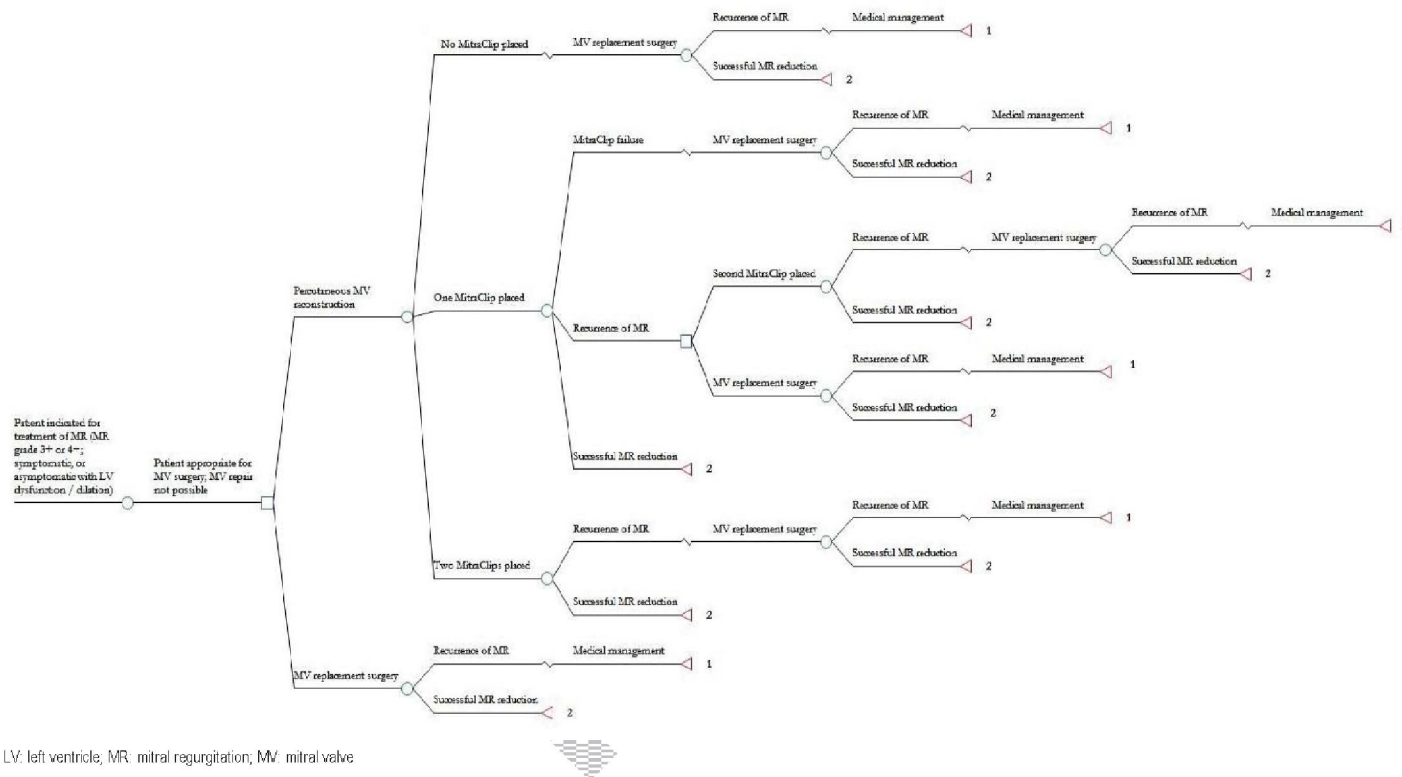 Recurrence of MR
Medical management
1
No MitraClip placed
MV replacement surgery
Successful MR reduction
2
Recurrence of MR
Medical management
1
MitraClip failure
MV replacement surgery
Successful MR reduction
2
Recurrence of MR
Medical management
Recurrence of MR
MV replacement surgery
Successful MR reduction
2
Second MitraClip placed
Percutaneous MV
reconstruction
One MitraClip placed
Successful MR reduction
2
Recurrence of MR
Recurrence of MR
Medical management
1
MV replacement surgery
Successful MR reduction
2
Patient indicated for
treatment of MR (MR
grade 3+ or 4+;
symptomatic, or
asymptomatic with LV
dysfunction / dilation)
Patient appropriate for
MV surgery; MV repair
not possible
Successful MR reduction
2
Recurrence of MR
Medical management
1
Recurrence of MR
MV replacement surgery
Successful MR reduction
2
Two MitraClips placed
Successful MR reduction
2
Recurrence of MR
Medical management
1
MV replacement surgery
Successful MR reduction
2
LV: left ventricle; MR: mitral regurgitation; MV: mitral valve